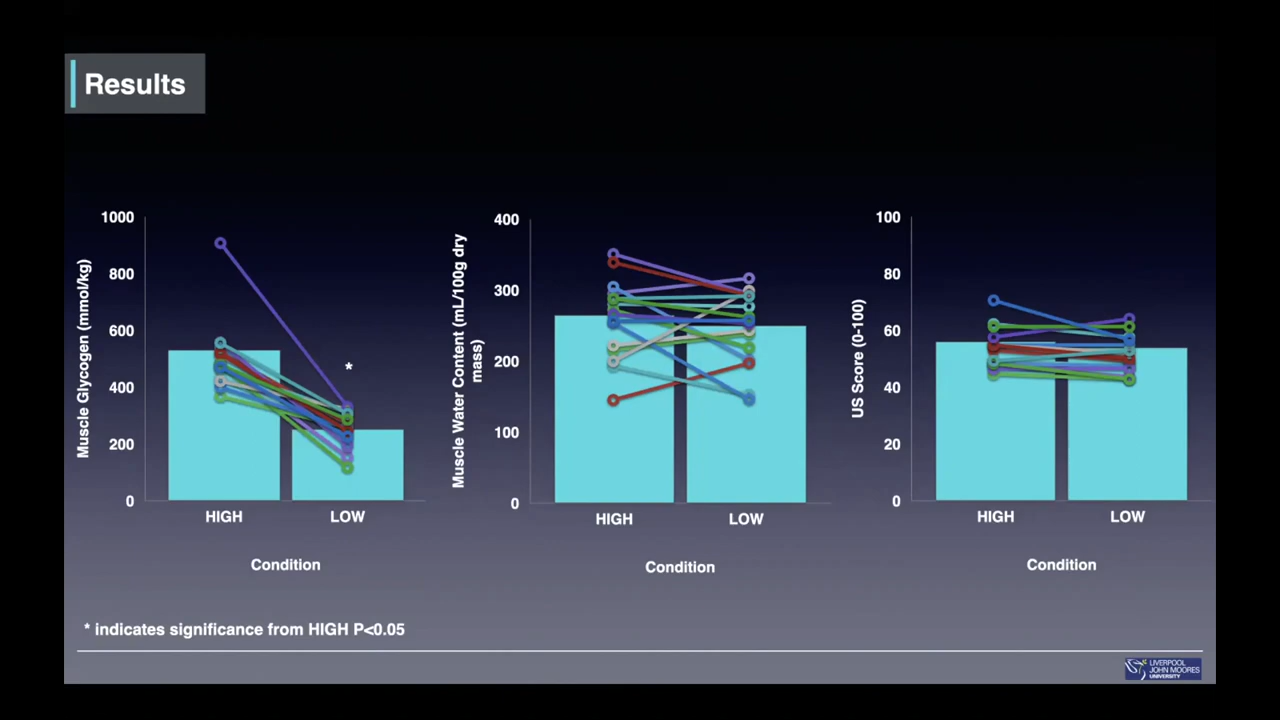 Results
1000
800
600
400
200
0
Muscle Glycogen (mmol/kg)
*
HIGH LOW
Condition
400
300
200
100
0
Muscle Water Content (mL/100g dry
mass)
HIGH LOW
Condition
100
80
60
40
20
0
US Score (0-100)
HIGH LOW
Condition
* indicates significance from HIGH P<0.05
LIVERPOOL
JOHN MOORES
UNIVERSITY